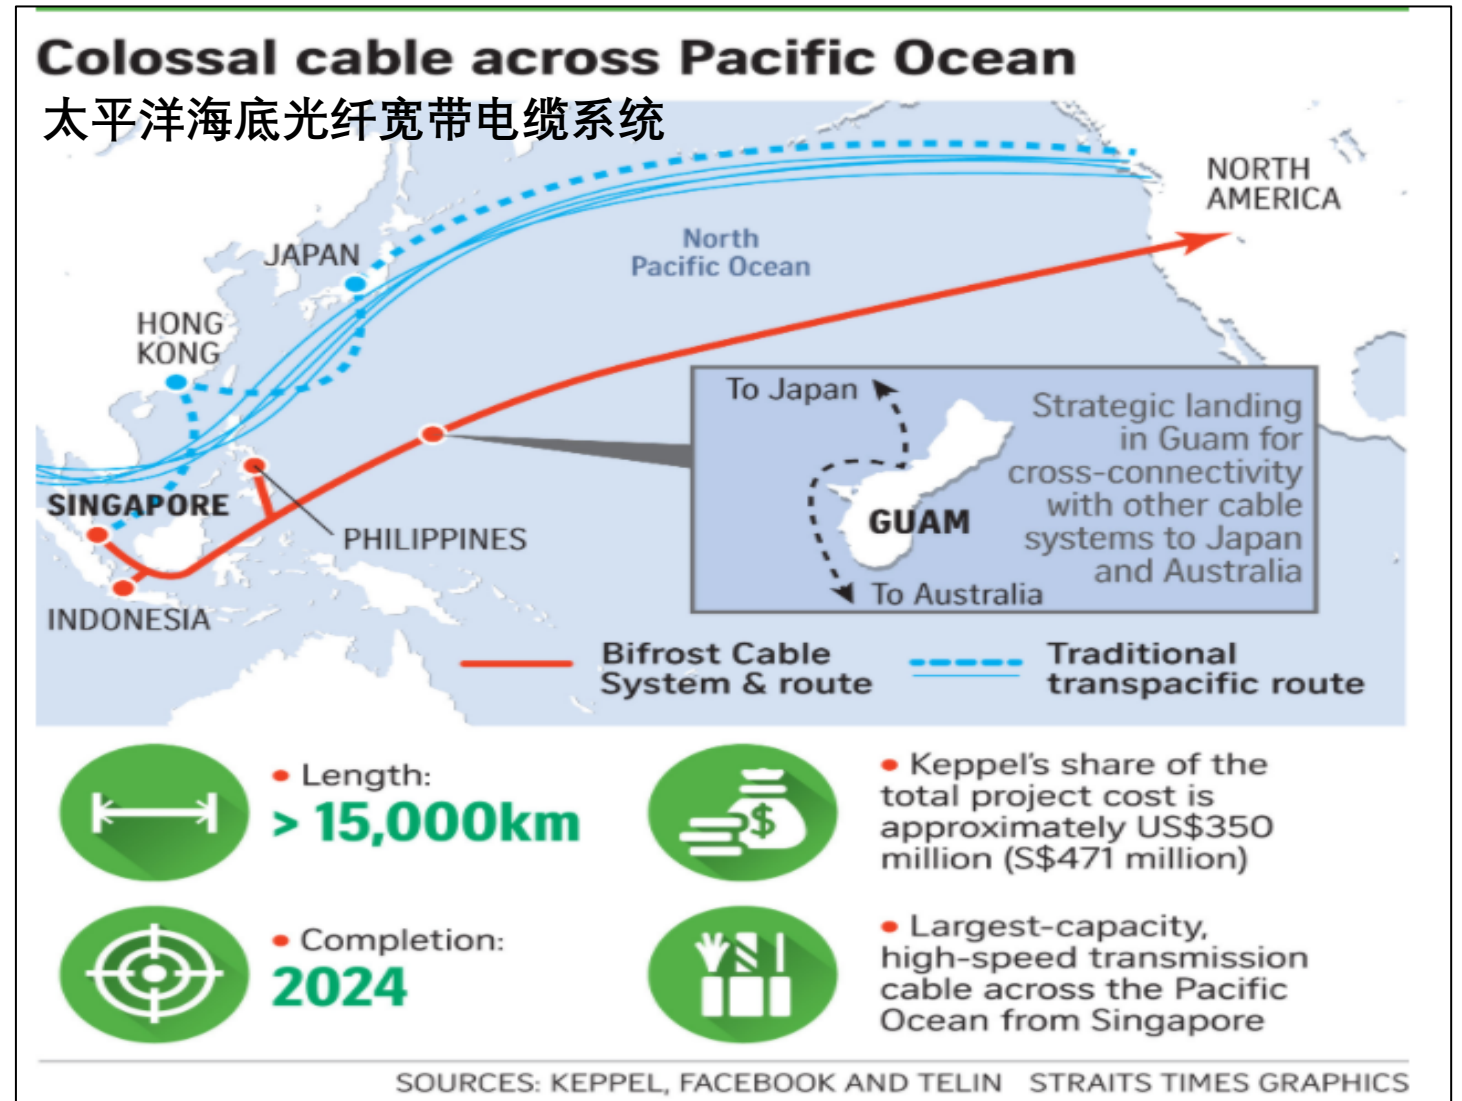 Colossal cable across Pacific Ocean
太平洋海底光纤宽带电缆系统
NORTH
AMERICA
North
Pacific Ocean
JAPAN
HONG
KONG
To Japan
Strategic landing
in Guam for
cross-connectivity
with other cable
systems to Japan
and Australia
GUAM
To Australia
SINGAPORE
PHILIPPINES
INDONESIA
Bifrost Cable
System & route
Traditional
transpacific route
• Length:
> 15,000km
• Keppel's share of the
total project cost is
approximately US$350
million (S$471 million)
• Completion:
2024
• Largest-capacity,
high-speed transmission
cable across the Pacific
Ocean from Singapore
$
SOURCES: KEPPEL, FACEBOOK AND TELIN STRAITS TIMES GRAPHICS